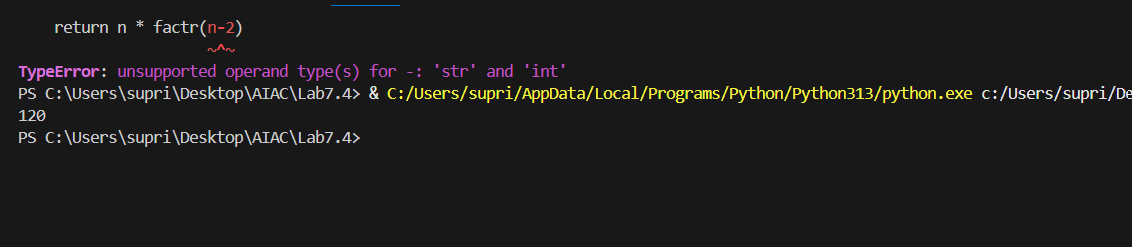 return n * factr(n-2)
~^~
TypeError: unsupported operand type(s) for -: 'str' and 'int'
PS C:\Users\supri\Desktop\AIAC\Lab7.4> & C:/Users/supri/AppData/Local/Programs/Python/Python313/python.exe c:/Users/supri/De
120
PS C:\Users\supri\Desktop\AIAC\Lab7.4>